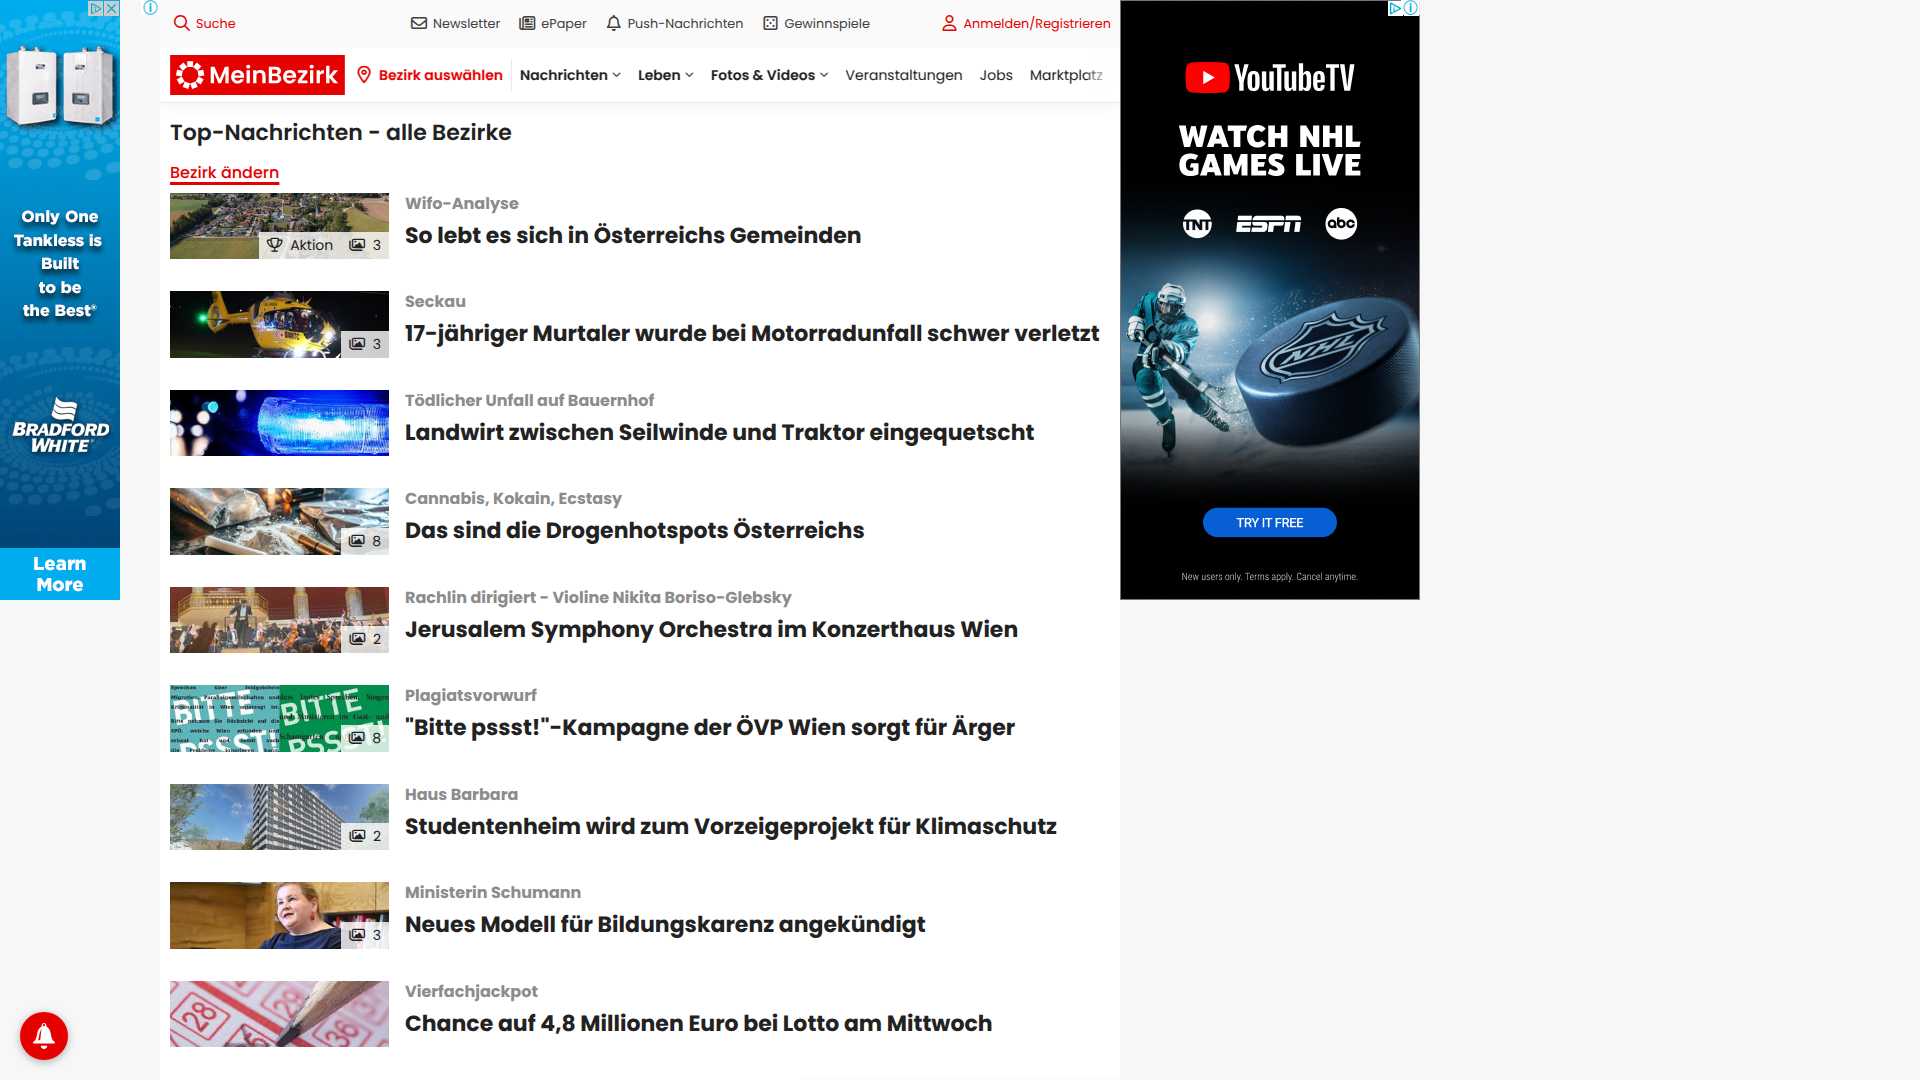 Suche
Newsletter
ePaper
Push-Nachrichten
Gewinnspiele
Anmelden/Registrieren
MeinBezirk
Bezirk auswählen
Nachrichten
Leben
Fotos & Videos
Veranstaltungen
Jobs
Marktplatz
Top-Nachrichten - alle Bezirke
Bezirk ändern
Aktion
3
Wifo-Analyse
So lebt es sich in Österreichs Gemeinden
3
Seckau
17-jähriger Murtaler wurde bei Motorradunfall schwer verletzt
Tödlicher Unfall auf Bauernhof
Landwirt zwischen Seilwinde und Traktor eingequetscht
8
Cannabis, Kokain, Ecstasy
Das sind die Drogenhotspots Österreichs
2
Rachlin dirigiert - Violine Nikita Boriso-Glebsky
Jerusalem Symphony Orchestra im Konzerthaus Wien
BITTE
PSSST!
BITTE
8
Plagiatsvorwurf
"Bitte pssst!"-Kampagne der ÖVP Wien sorgt für Ärger
2
Haus Barbara
Studentenheim wird zum Vorzeigeprojekt für Klimaschutz
3
Ministerin Schumann
Neues Modell für Bildungskarenz angekündigt
28
29
36
Vierfachjackpot
Chance auf 4,8 Millionen Euro bei Lotto am Mittwoch
Only One
Tankless is
Built
to be
the Best®
BRADFORD
WHITE
Learn
More
YouTubeTV
WATCH NHL
GAMES LIVE
TNT
ESPN
abc
NHL
TRY IT FREE
New users only. Terms apply. Cancel anytime.